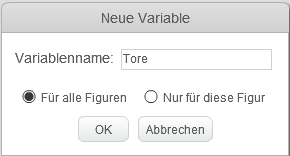 Neue Variable
Variablenname: Tore
Für alle Figuren Nur für diese Figur
OK Abbrechen